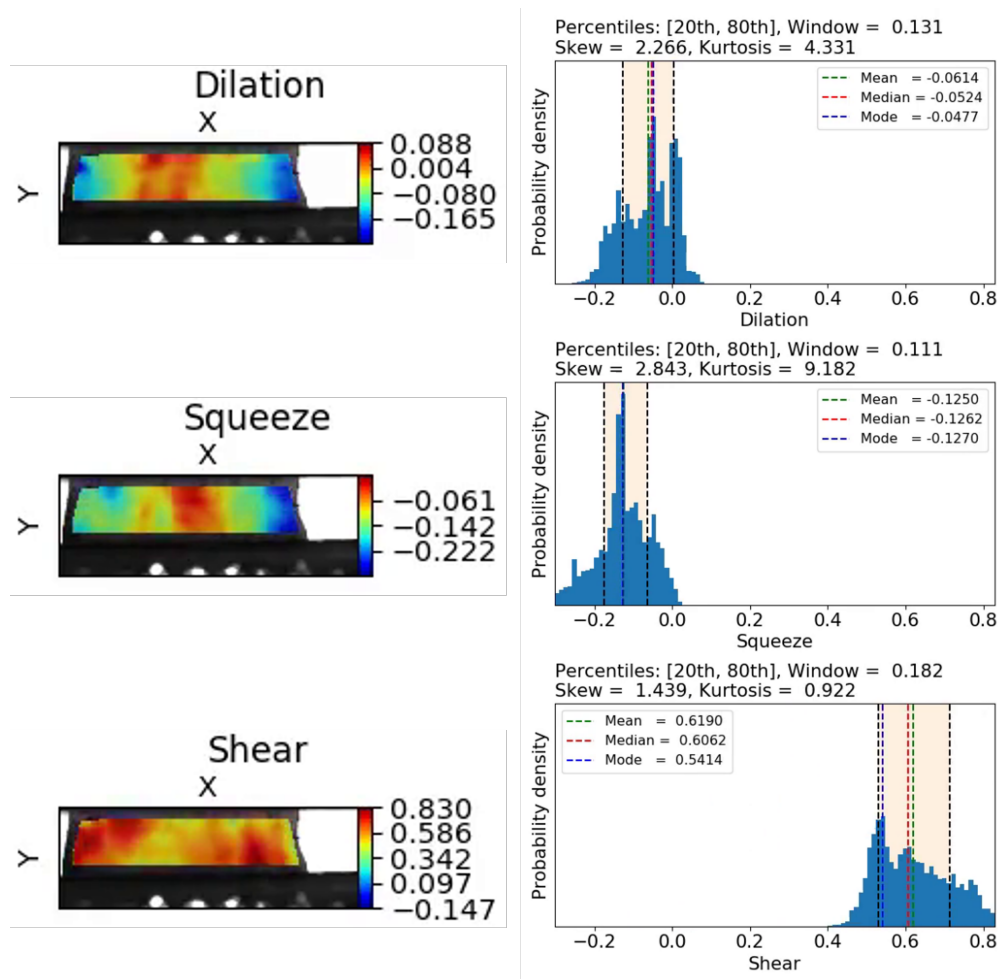 Dilation
X
Y
0.088
0.004
−0.080
−0.165
Percentiles: [20th, 80th], Window = 0.131
Skew = 2.266, Kurtosis = 4.331
Mean = -0.0614
Median = -0.0524
Mode = -0.0477
Probability density
−0.2 0.0 0.2 0.4 0.6 0.8
Dilation
Squeeze
X
Y
−0.061
−0.142
−0.222
Percentiles: [20th, 80th], Window = 0.111
Skew = 2.843, Kurtosis = 9.182
Mean = -0.1250
Median = -0.1262
Mode = -0.1270
Probability density
−0.2 0.0 0.2 0.4 0.6 0.8
Squeeze
Shear
X
Y
0.830
0.586
0.342
0.097
−0.147
Percentiles: [20th, 80th], Window = 0.182
Skew = 1.439, Kurtosis = 0.922
Mean = 0.6190
Median = 0.6062
Mode = 0.5414
Probability density
−0.2 0.0 0.2 0.4 0.6 0.8
Shear